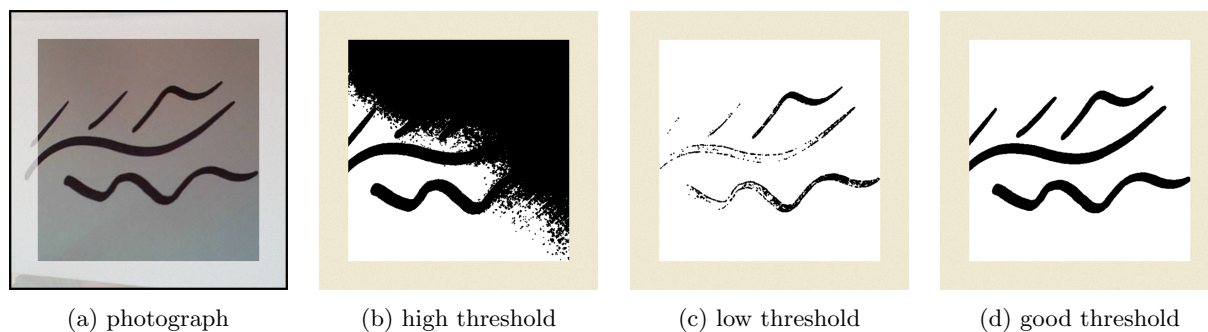 (a) photograph
(b) high threshold
(c) low threshold
(d) good threshold